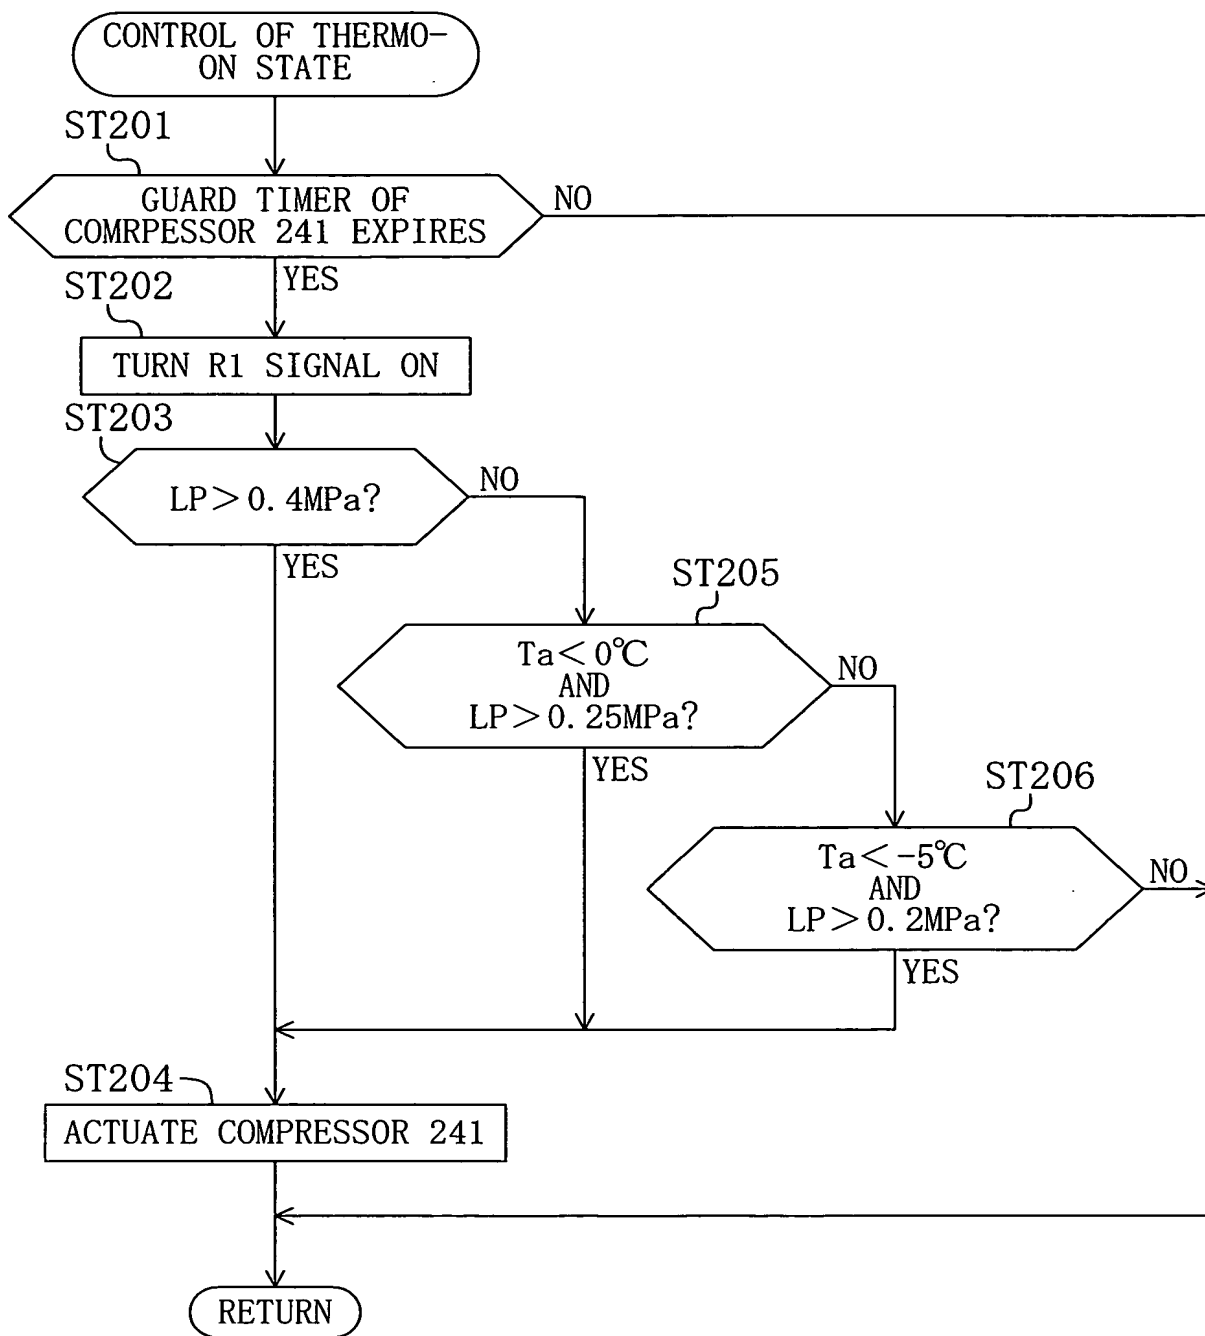 CONTROL OF THERMO-
ON STATE
ST201
GUARD TIMER OF
COMRPESSOR 241 EXPIRES
NO
YES
ST202
TURN R1 SIGNAL ON
ST203
LP>0.4MPa?
NO
YES
ST205
Ta<0℃
AND
LP>0.25MPa?
NO
YES
ST206
Ta<-5℃
AND
LP>0.2MPa?
NO
YES
ST204
ACTUATE COMPRESSOR 241
RETURN